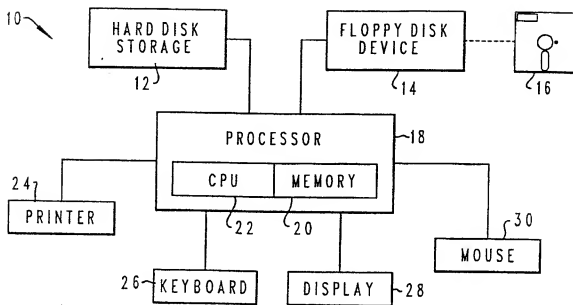 10
HARD DISK
STORAGE
12
FLOPPY DISK
DEVICE
14
16
PROCESSOR
18
CPU
MEMORY
22
20
24
PRINTER
30
MOUSE
26
KEYBOARD
DISPLAY
28